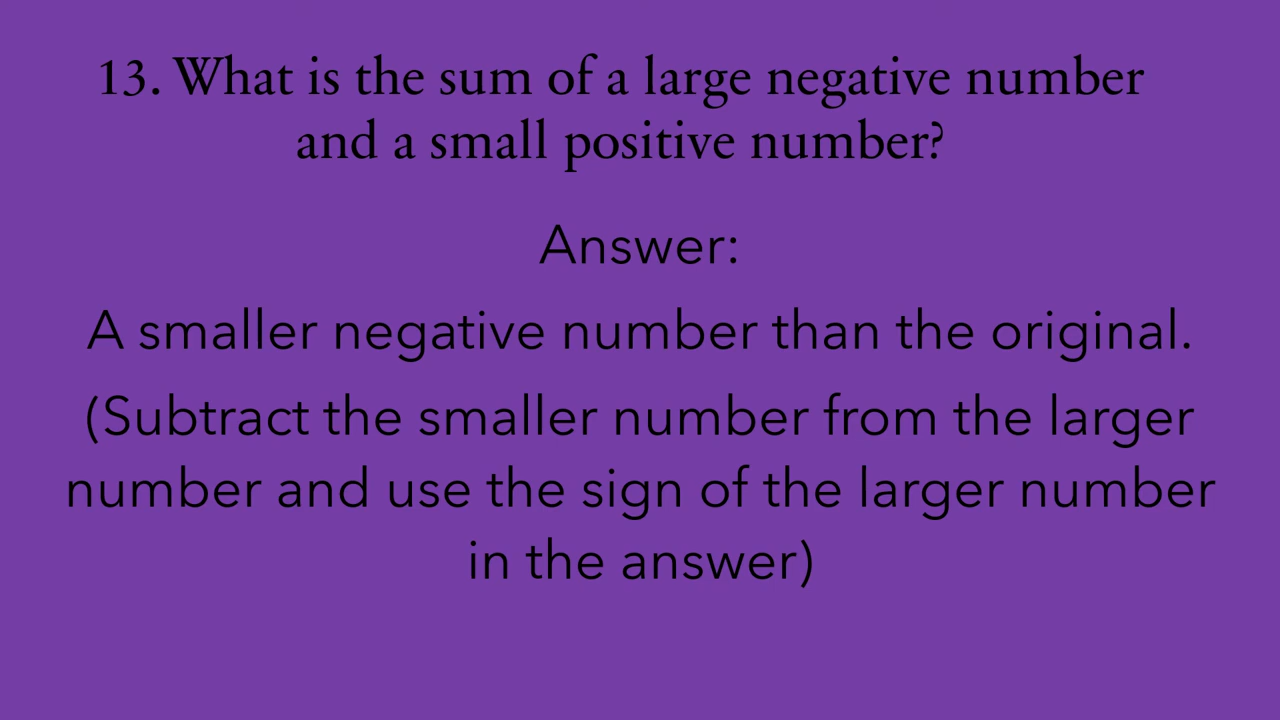 13. What is the sum of a large negative number
and a small positive number?
Answer:
A smaller negative number than the original.
(Subtract the smaller number from the larger
number and use the sign of the larger number
in the answer)